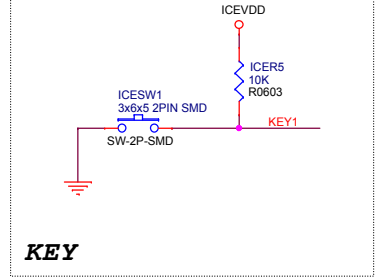 ICEVDD
ICER5
10K
R0603
ICESW1
3x6x5 2PIN SMD
KEY1
SW-2P-SMD
KEY